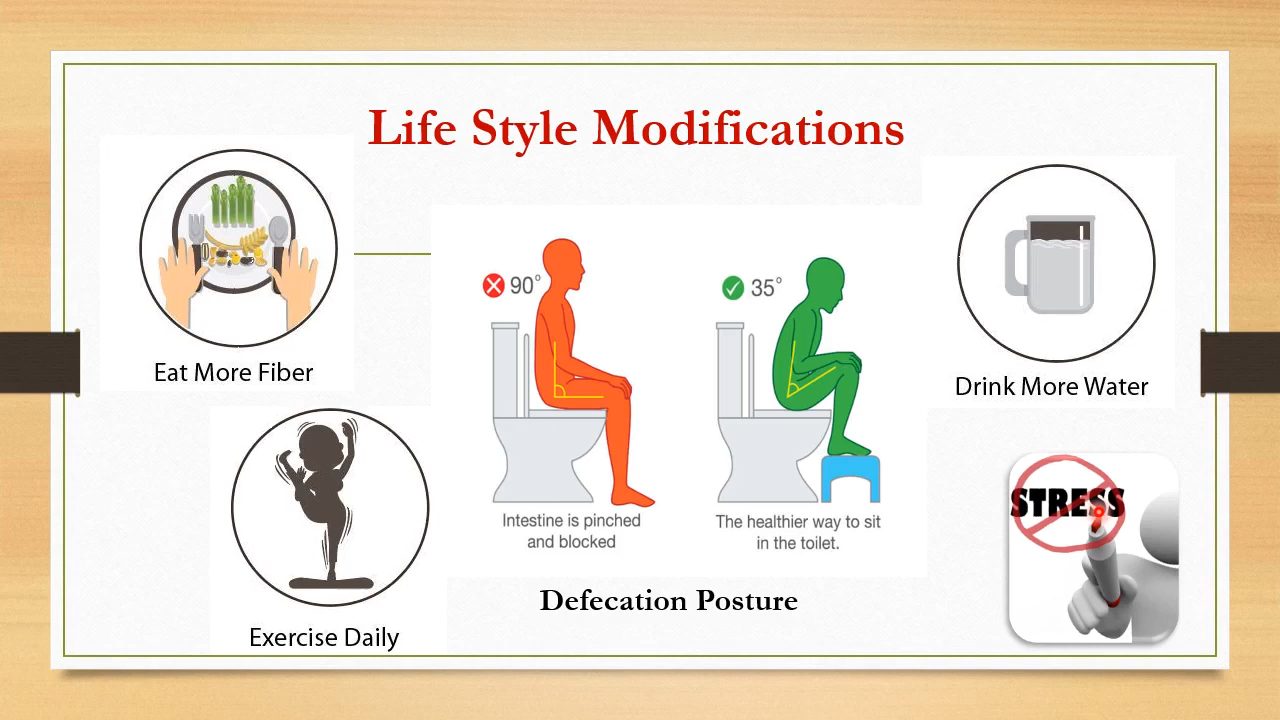 Life Style Modifications
Eat More Fiber
90°
35°
Drink More Water
Intestine is pinched
and blocked
The healthier way to sit
in the toilet.
STRESS
Defecation Posture
Exercise Daily